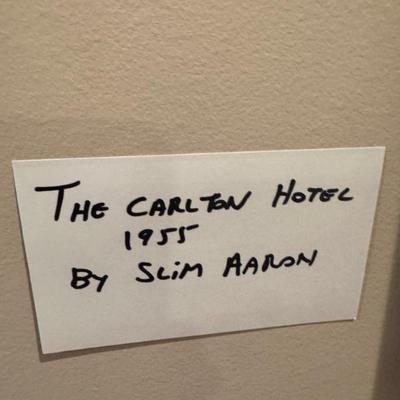 THE CARLTON HOTEL
1955
By SLiM AARON